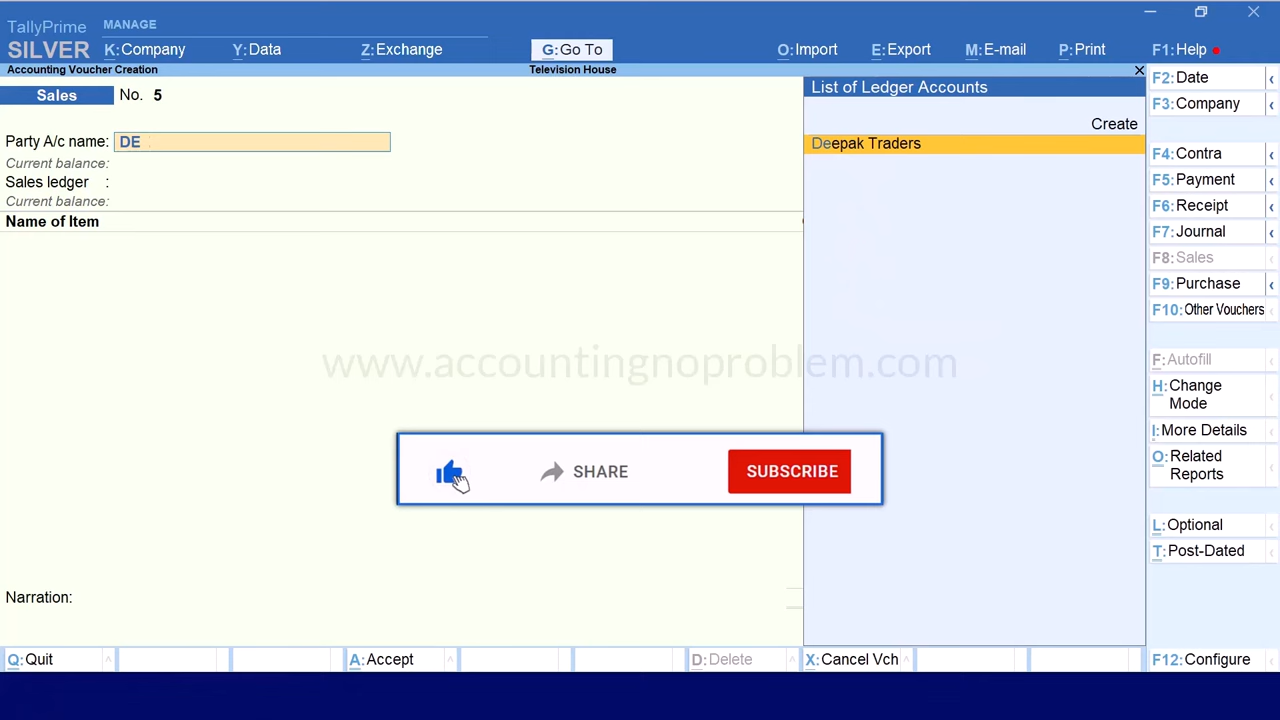 TallyPrime
MANAGE
SILVER
K:Company
Y:Data
Z:Exchange
G:Go To
O:Import
E:Export
M:E-mail
P:Print
F1:Help
Accounting Voucher Creation
Television House
Sales
No. 5
Party A/c name: DE
Current balance:
Sales ledger :
Current balance:
Name of Item
List of Ledger Accounts
Create
Deepak Traders
F2:Date
F3:Company
F4:Contra
F5:Payment
F6:Receipt
F7:Journal
F8:Sales
F9:Purchase
F10:Other Vouchers
F:Autofill
H:Change
Mode
I:More Details
O:Related
Reports
L:Optional
T:Post-Dated
www.accountingnoproblem.com
SHARE
SUBSCRIBE
Narration:
Q:Quit
A:Accept
D:Delete
X:Cancel Vch
F12:Configure